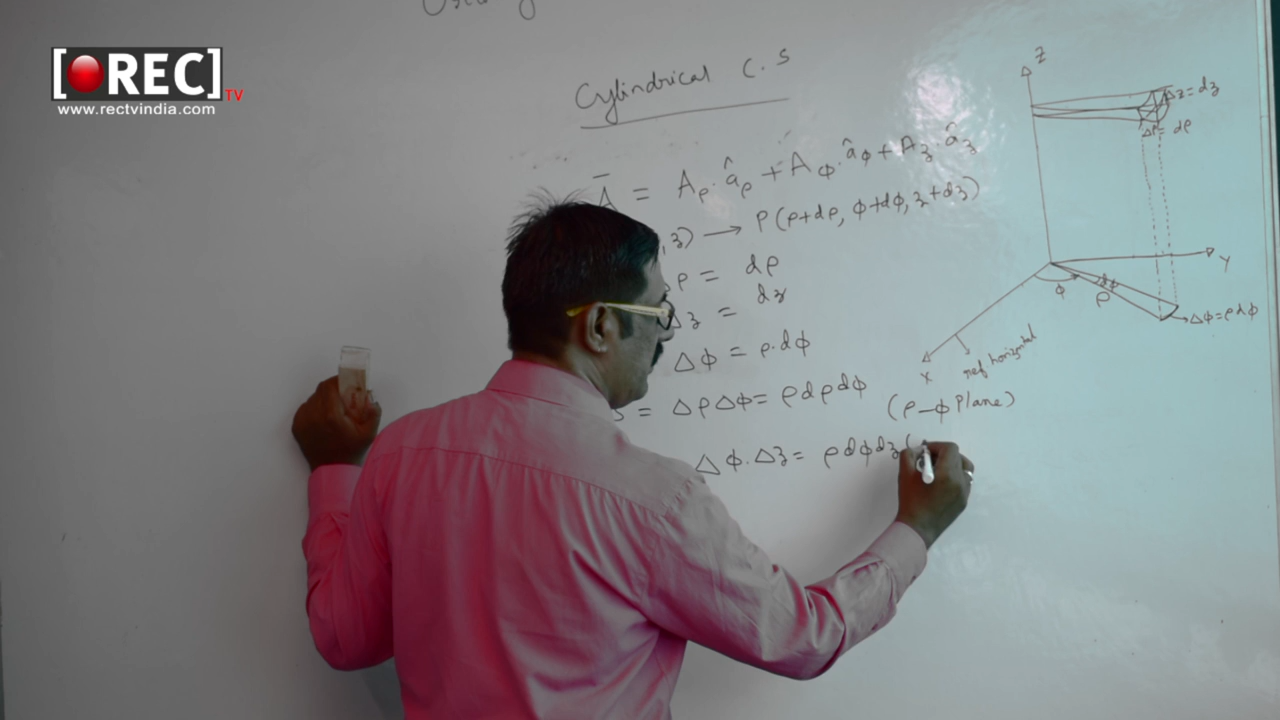 [REC] TV
www.rectvindia.com
Cylindrical C.S
Ā = Aρ.âρ + Aϕ.âϕ + Az.âz
,z) → P(ρ+dρ, ϕ+dϕ, z+dz)
ρ = dρ
Δz = dz
Δϕ = ρ.dϕ
S = ΔρΔϕ = ρdρdϕ (ρ–ϕ Plane)
Δϕ.Δz = ρdϕdz (
Z
Δz = dz
Δρ = dρ
Y
ϕ
dϕ
ρ
Δϕ = ρdϕ
X
ref horizontal